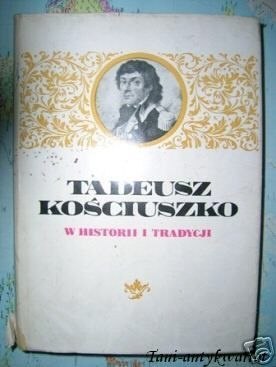 TADEUSZ
KOŚCIUSZKO
W HISTORII I TRADYCJI
Tani-antykwariat